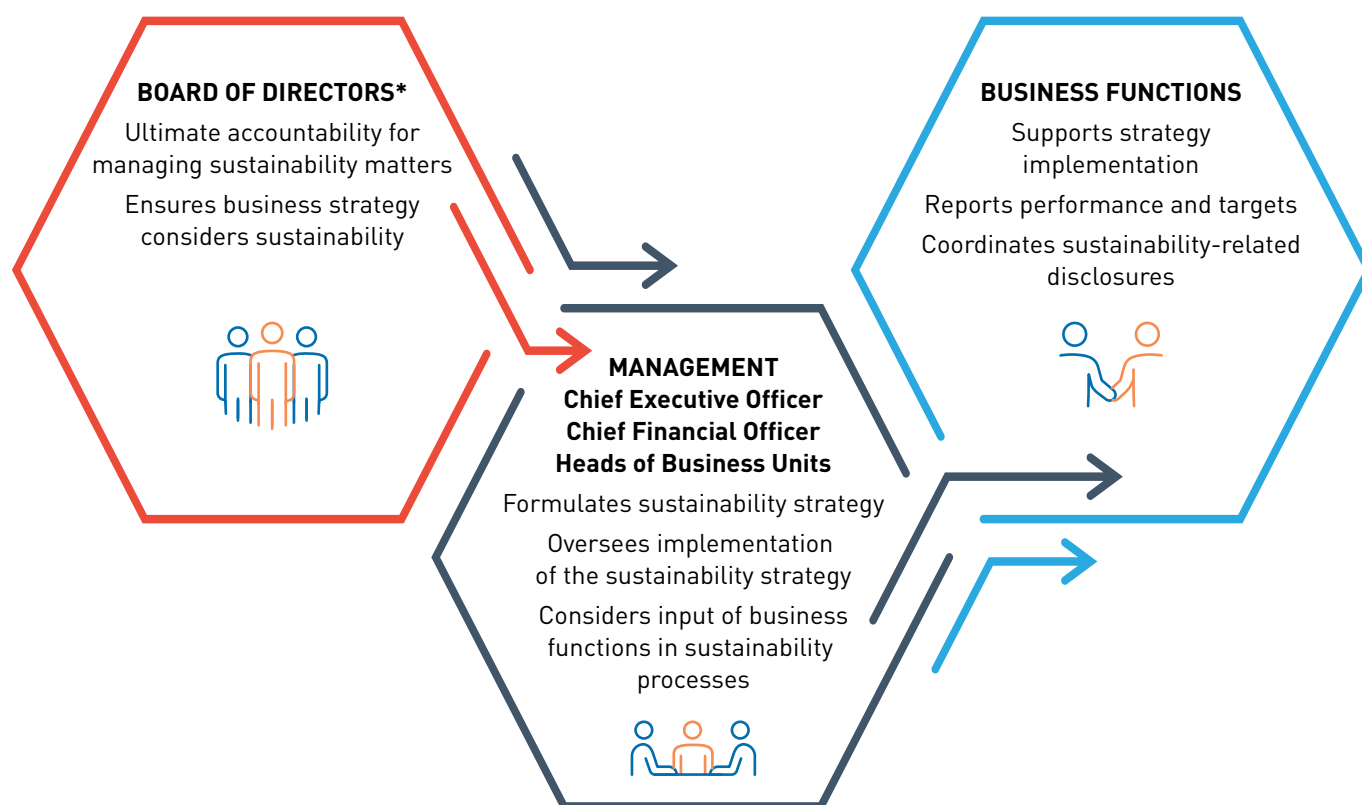 BOARD OF DIRECTORS*
Ultimate accountability for
managing sustainability matters
Ensures business strategy
considers sustainability
MANAGEMENT
Chief Executive Officer
Chief Financial Officer
Heads of Business Units
Formulates sustainability strategy
Oversees implementation
of the sustainability strategy
Considers input of business
functions in sustainability
processes
BUSINESS FUNCTIONS
Supports strategy
implementation
Reports performance and targets
Coordinates sustainability-related
disclosures